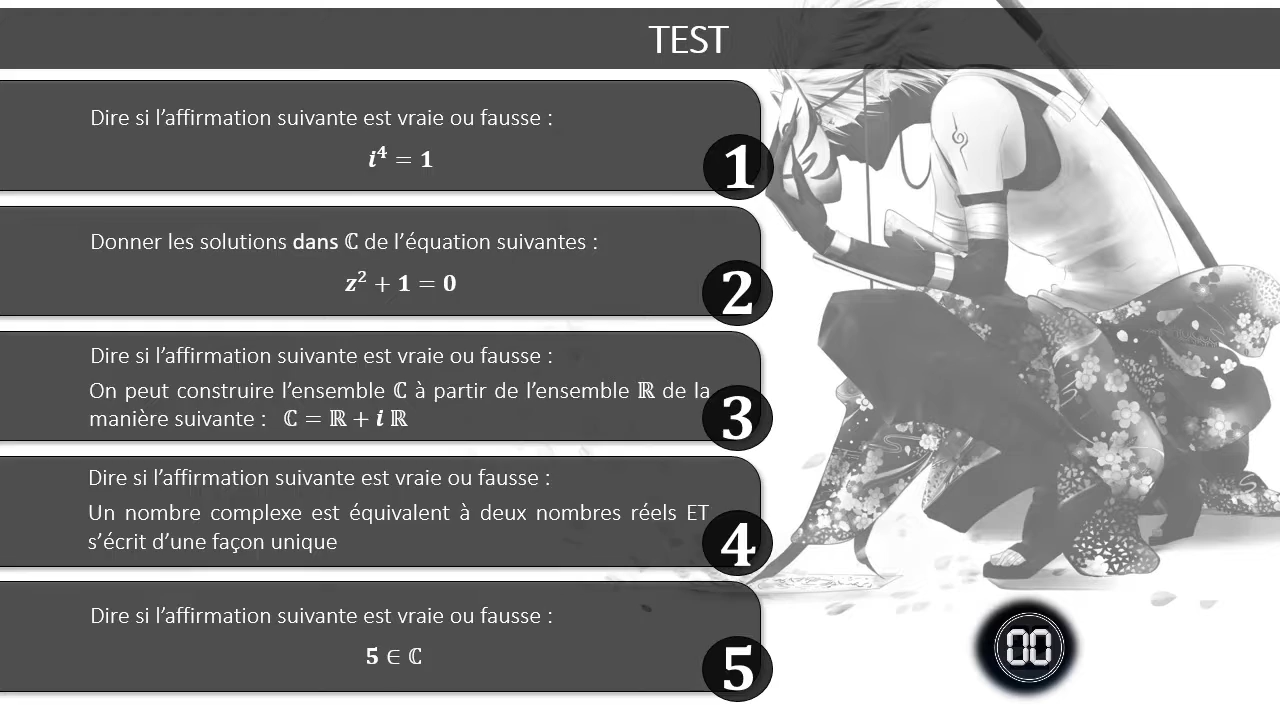 TEST
Dire si l’affirmation suivante est vraie ou fausse :
i⁴ = 1
1
Donner les solutions dans ℂ de l’équation suivantes :
z² + 1 = 0
2
Dire si l’affirmation suivante est vraie ou fausse :
On peut construire l’ensemble ℂ à partir de l’ensemble ℝ de la
manière suivante : ℂ = ℝ + i ℝ
3
Dire si l’affirmation suivante est vraie ou fausse :
Un nombre complexe est équivalent à deux nombres réels ET
s’écrit d’une façon unique
4
Dire si l’affirmation suivante est vraie ou fausse :
5 ∈ ℂ
5
00